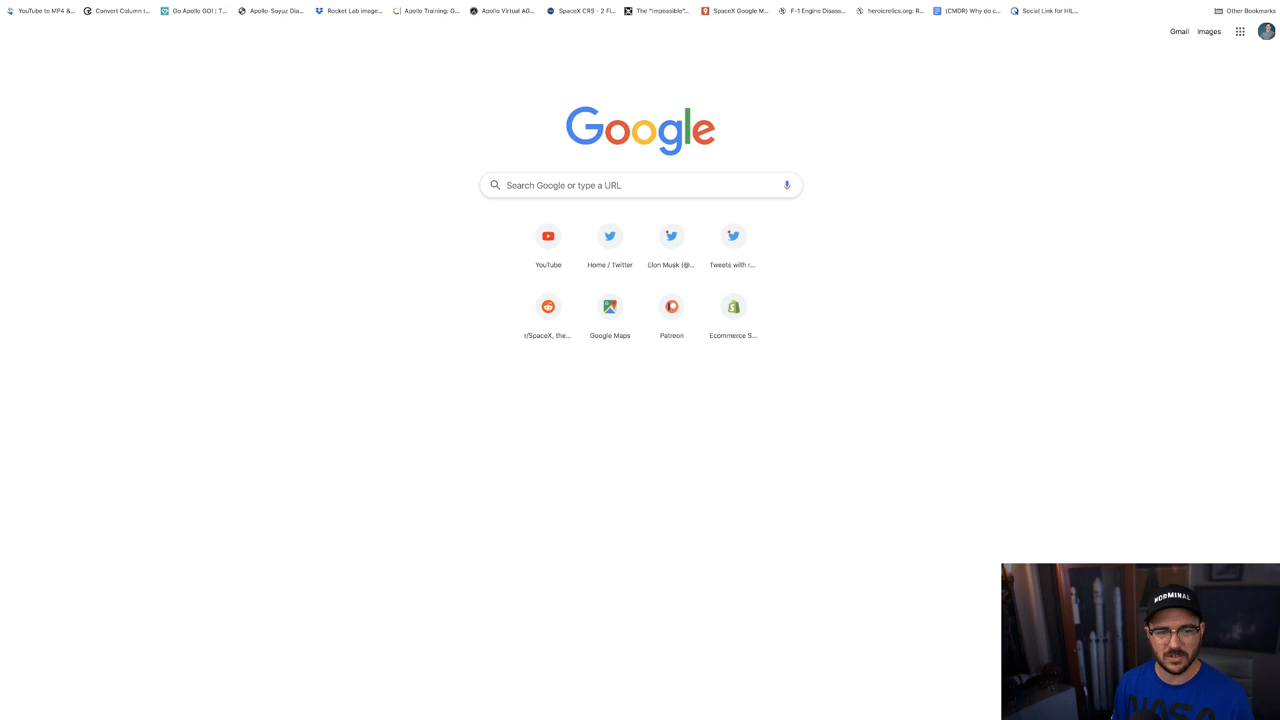 YouTube to MP4 &... Convert Column t... Go Apollo GO! : T... Apollo-Soyuz Dia... Rocket Lab image... Apollo Training: G... Apollo Virtual AG... SpaceX CRS - 2 Fi... The "Impossible"... SpaceX Google M... F-1 Engine Disass... heroicrelics.org: R... (CMDR) Why do c... Social Link for HIL... Other Bookmarks
Gmail Images
Google
Search Google or type a URL
YouTube Home / Twitter Elon Musk (@... Tweets with r...
r/SpaceX, the... Google Maps Patreon Ecommerce S...
NORMINAL
NASA